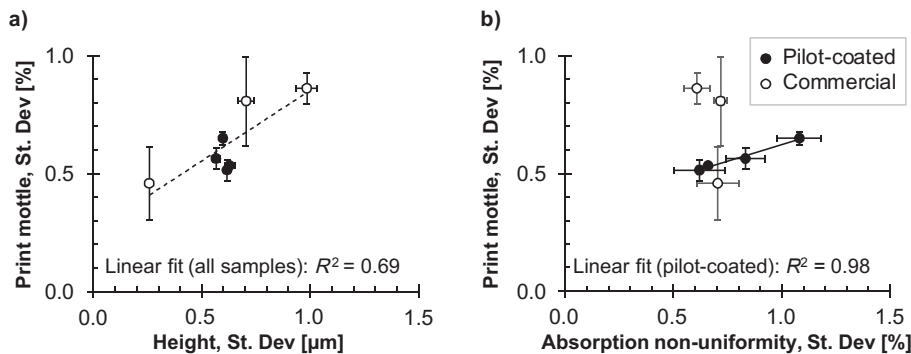 a)
Print mottle, St. Dev [%]
1.0
0.5
0.0
Linear fit (all samples): R² = 0.69
0.0
0.5
1.0
1.5
Height, St. Dev [µm]
b)
Print mottle, St. Dev [%]
1.0
0.5
0.0
Pilot-coated
Commercial
Linear fit (pilot-coated): R² = 0.98
0.0
0.5
1.0
1.5
Absorption non-uniformity, St. Dev [%]